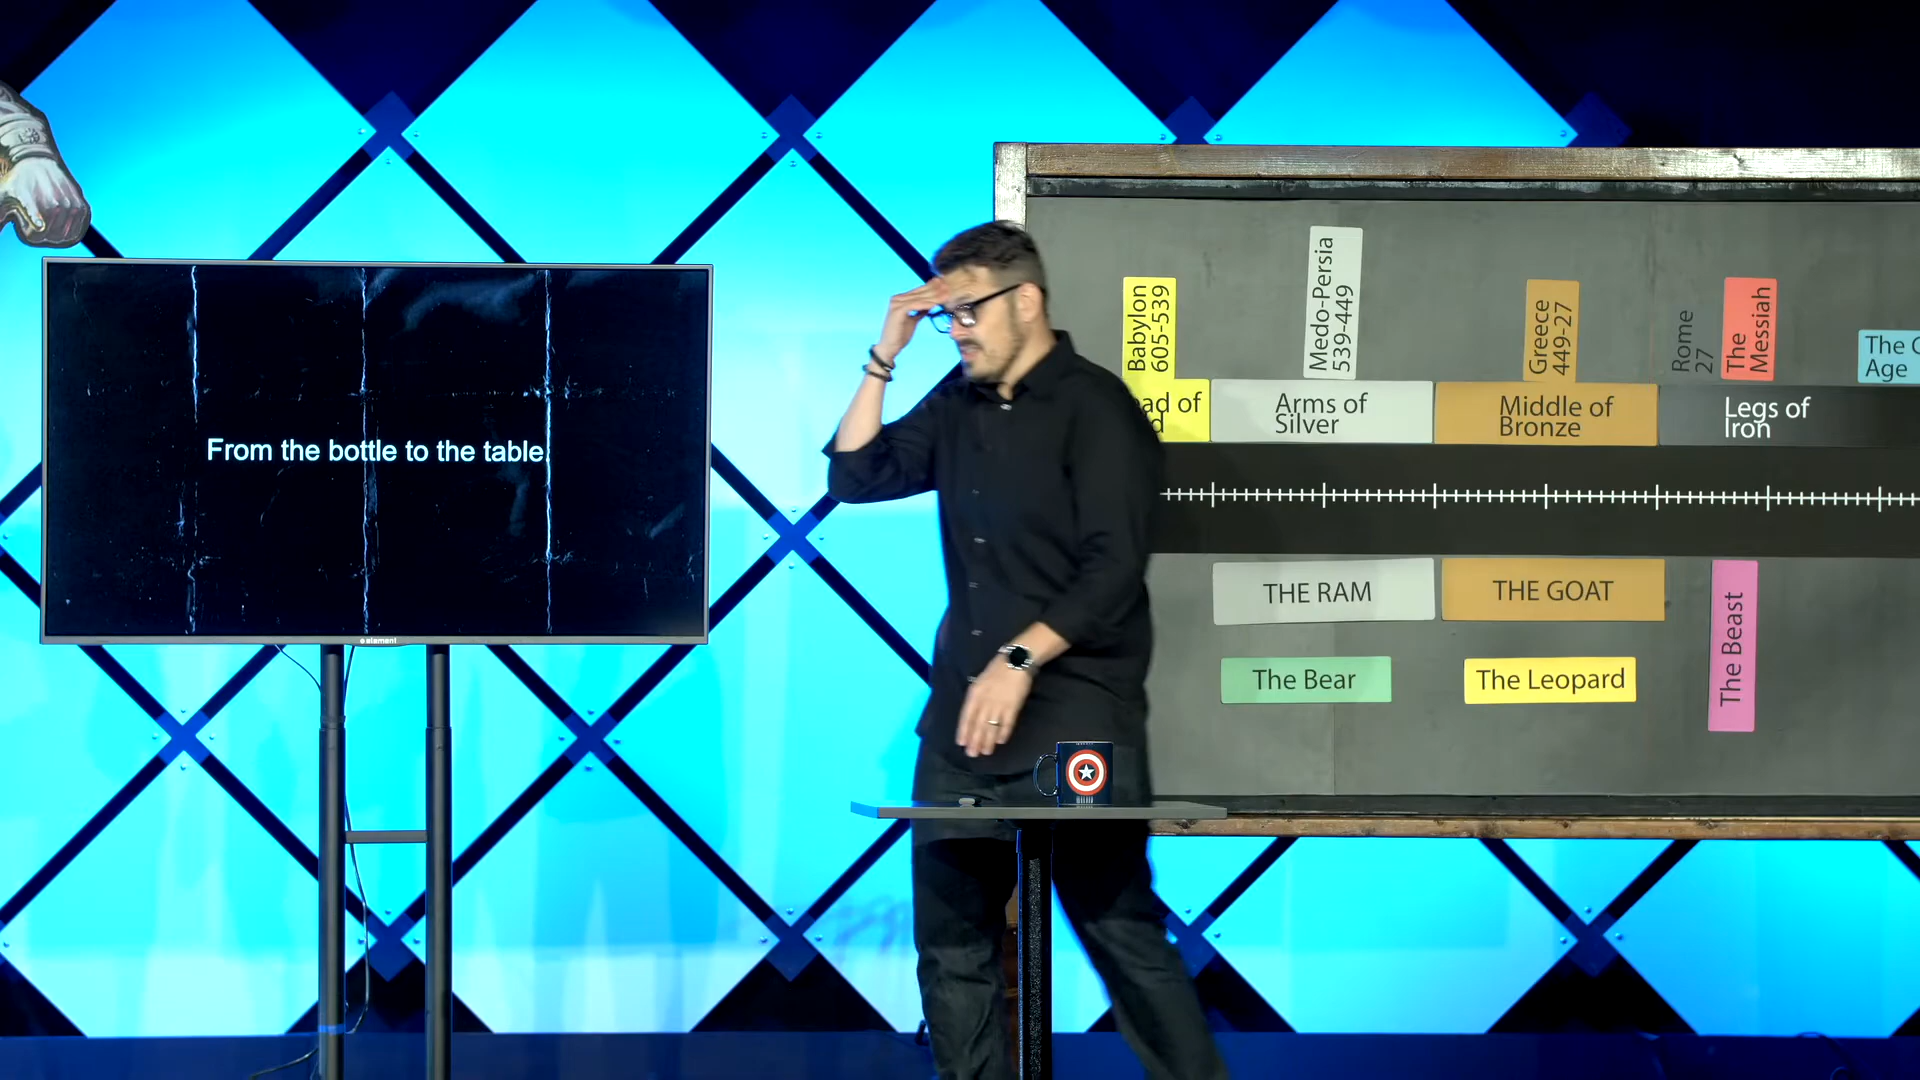 From the bottle to the table.
element
Babylon
605-539
Medo-Persia
539-449
Greece
449-27
Rome
27
The
Messiah
The
Age
of
Arms of
Silver
Middle of
Bronze
Legs of
Iron
THE RAM
THE GOAT
The Bear
The Leopard
The Beast